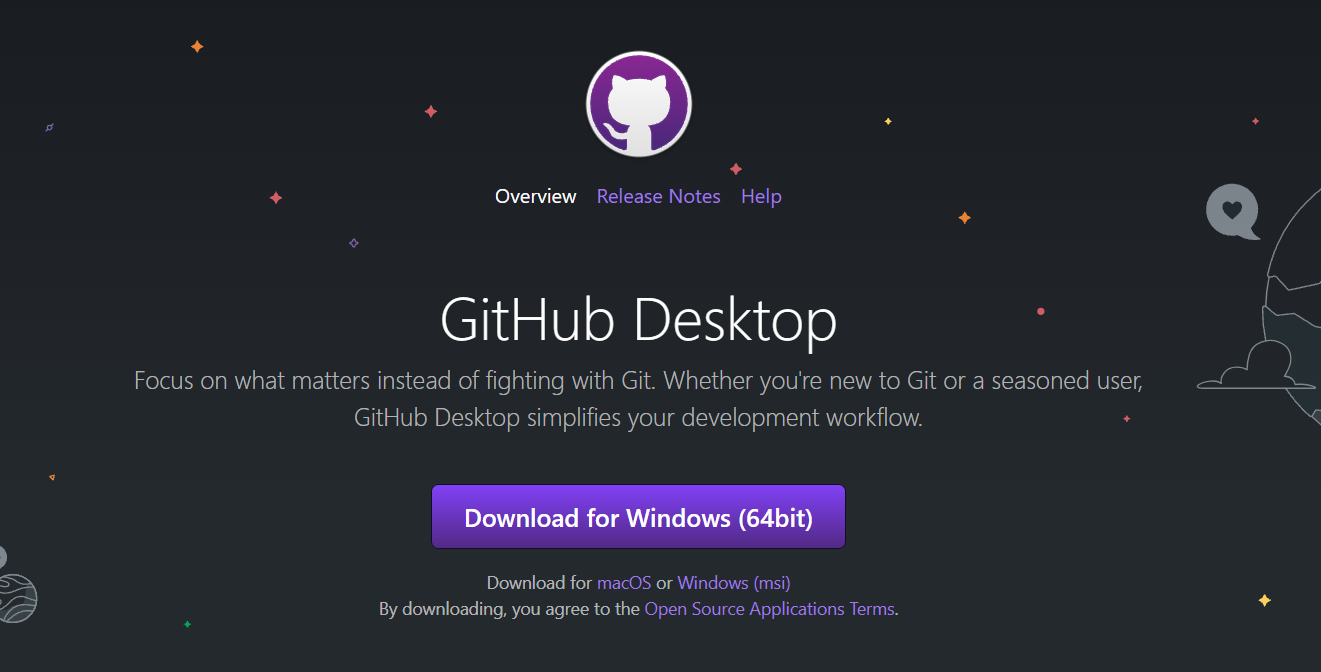 Overview Release Notes Help
GitHub Desktop
Focus on what matters instead of fighting with Git. Whether you're new to Git or a seasoned user,
GitHub Desktop simplifies your development workflow.
Download for Windows (64bit)
Download for macOS or Windows (msi)
By downloading, you agree to the Open Source Applications Terms.